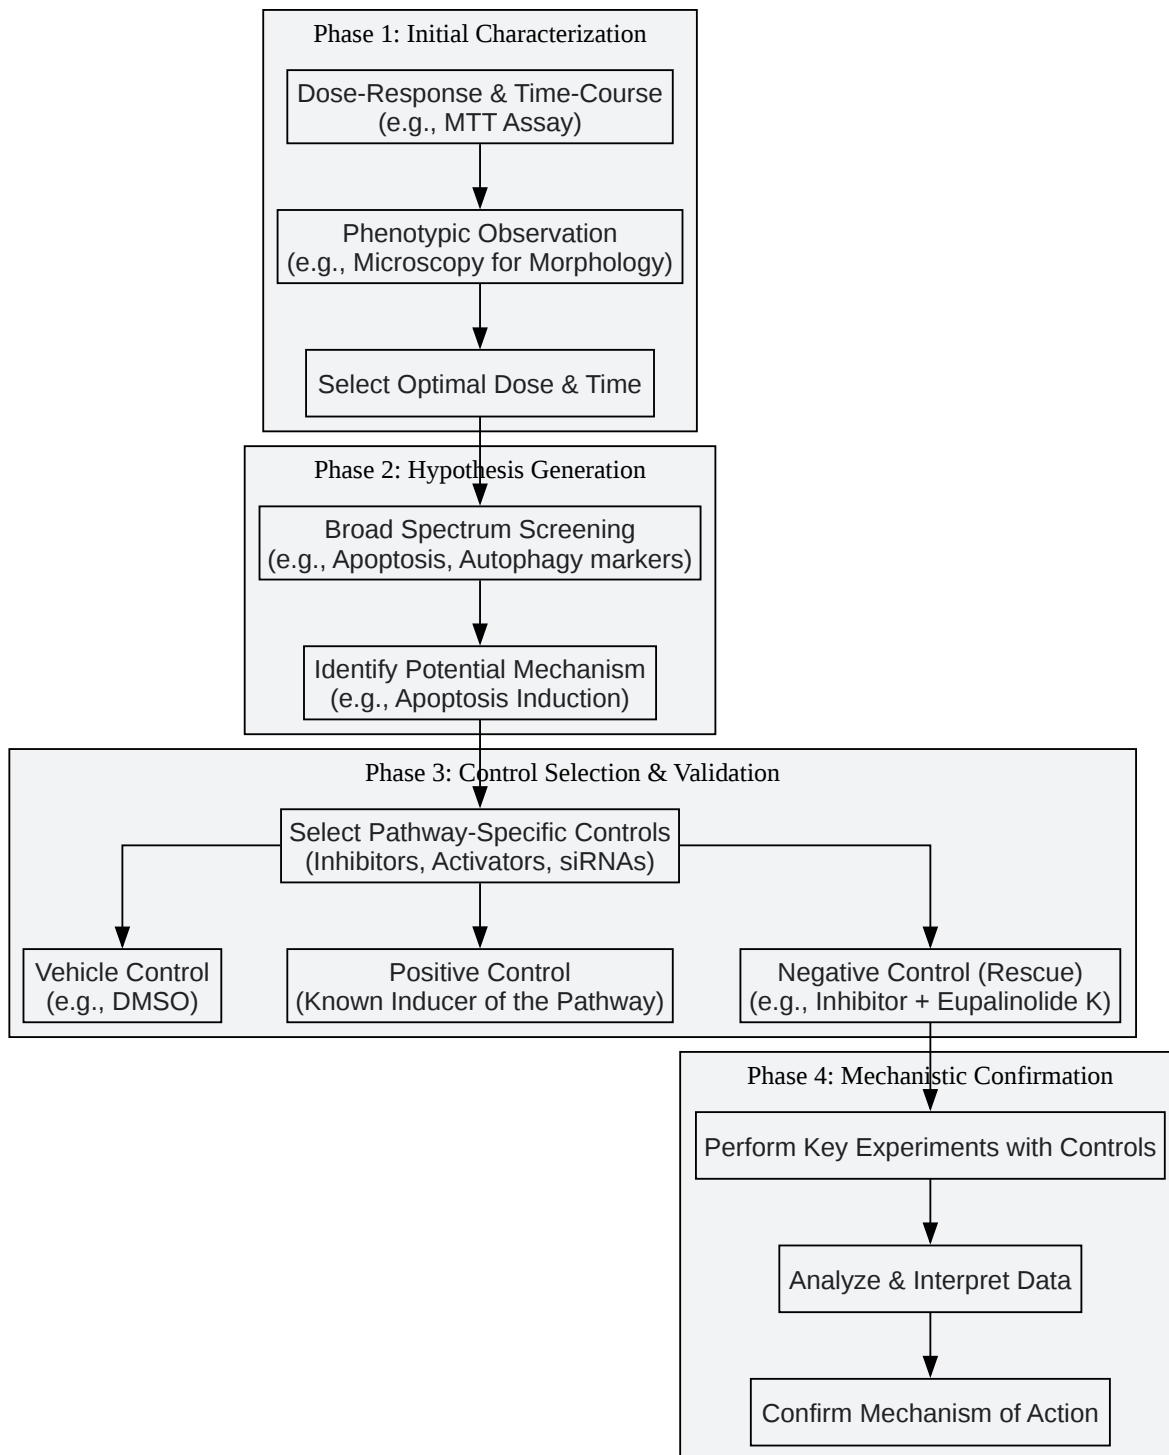 Phase 1: Initial Characterization
Dose-Response & Time-Course
(e.g., MTT Assay)
Phenotypic Observation
(e.g., Microscopy for Morphology)
Select Optimal Dose & Time
Phase 2: Hypothesis Generation
Broad Spectrum Screening
(e.g., Apoptosis, Autophagy markers)
Identify Potential Mechanism
(e.g., Apoptosis Induction)
Phase 3: Control Selection & Validation
Select Pathway-Specific Controls
(Inhibitors, Activators, siRNAs)
Vehicle Control
(e.g., DMSO)
Positive Control
(Known Inducer of the Pathway)
Negative Control (Rescue)
(e.g., Inhibitor + Eupalinolide K)
Phase 4: Mechanistic Confirmation
Perform Key Experiments with Controls
Analyze & Interpret Data
Confirm Mechanism of Action